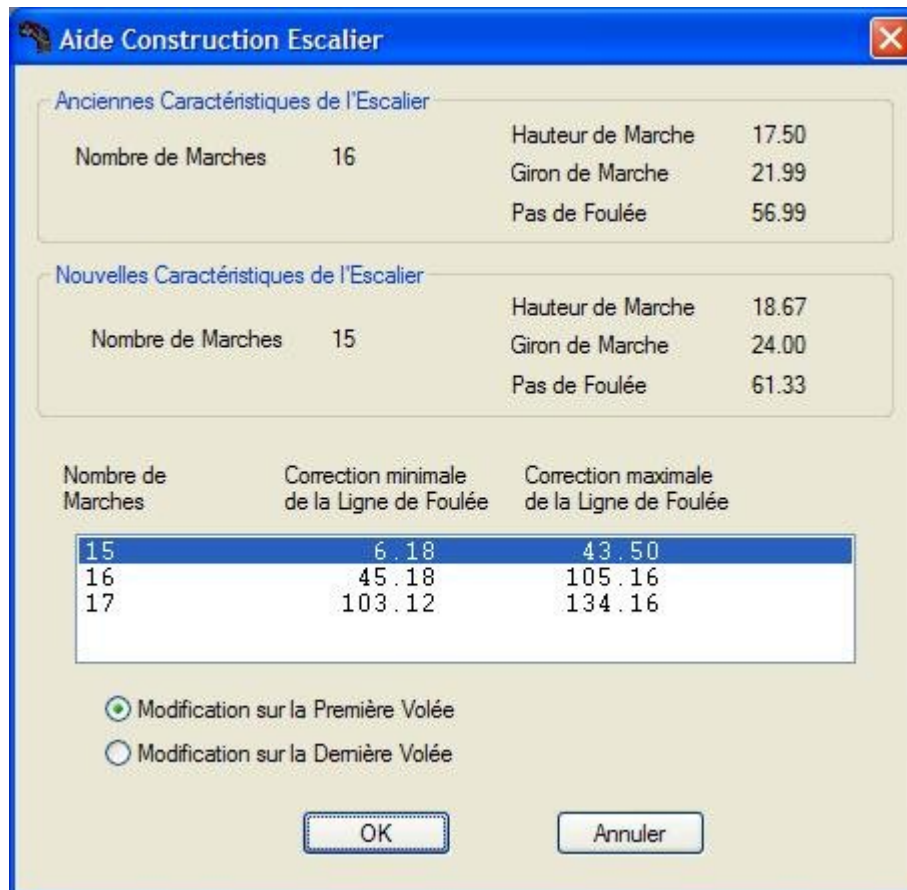 Aide Construction Escalier
Anciennes Caractéristiques de l'Escalier
Nombre de Marches 16
Hauteur de Marche 17.50
Giron de Marche 21.99
Pas de Foulée 56.99
Nouvelles Caractéristiques de l'Escalier
Nombre de Marches 15
Hauteur de Marche 18.67
Giron de Marche 24.00
Pas de Foulée 61.33
Nombre de Marches
Correction minimale de la Ligne de Foulée
Correction maximale de la Ligne de Foulée
15 6.18 43.50
16 45.18 105.16
17 103.12 134.16
Modification sur la Première Volée
Modification sur la Dernière Volée
OK Annuler